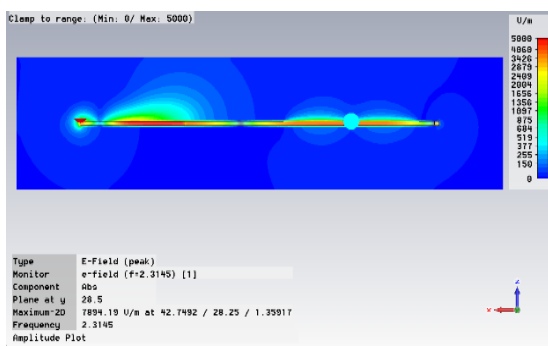 Clamp to range: (Min: 0/ Max: 5000)
V/m
5000
4060
3426
2879
2409
2004
1656
1356
1097
875
684
519
377
255
150
0
Type E-Field (peak)
Monitor e-field (f=2.3145) [1]
Component Abs
Plane at y 28.5
Maximum-2D 7894.19 V/m at 42.7492 / 28.25 / 1.35917
Frequency 2.3145
Amplitude Plot
z
x